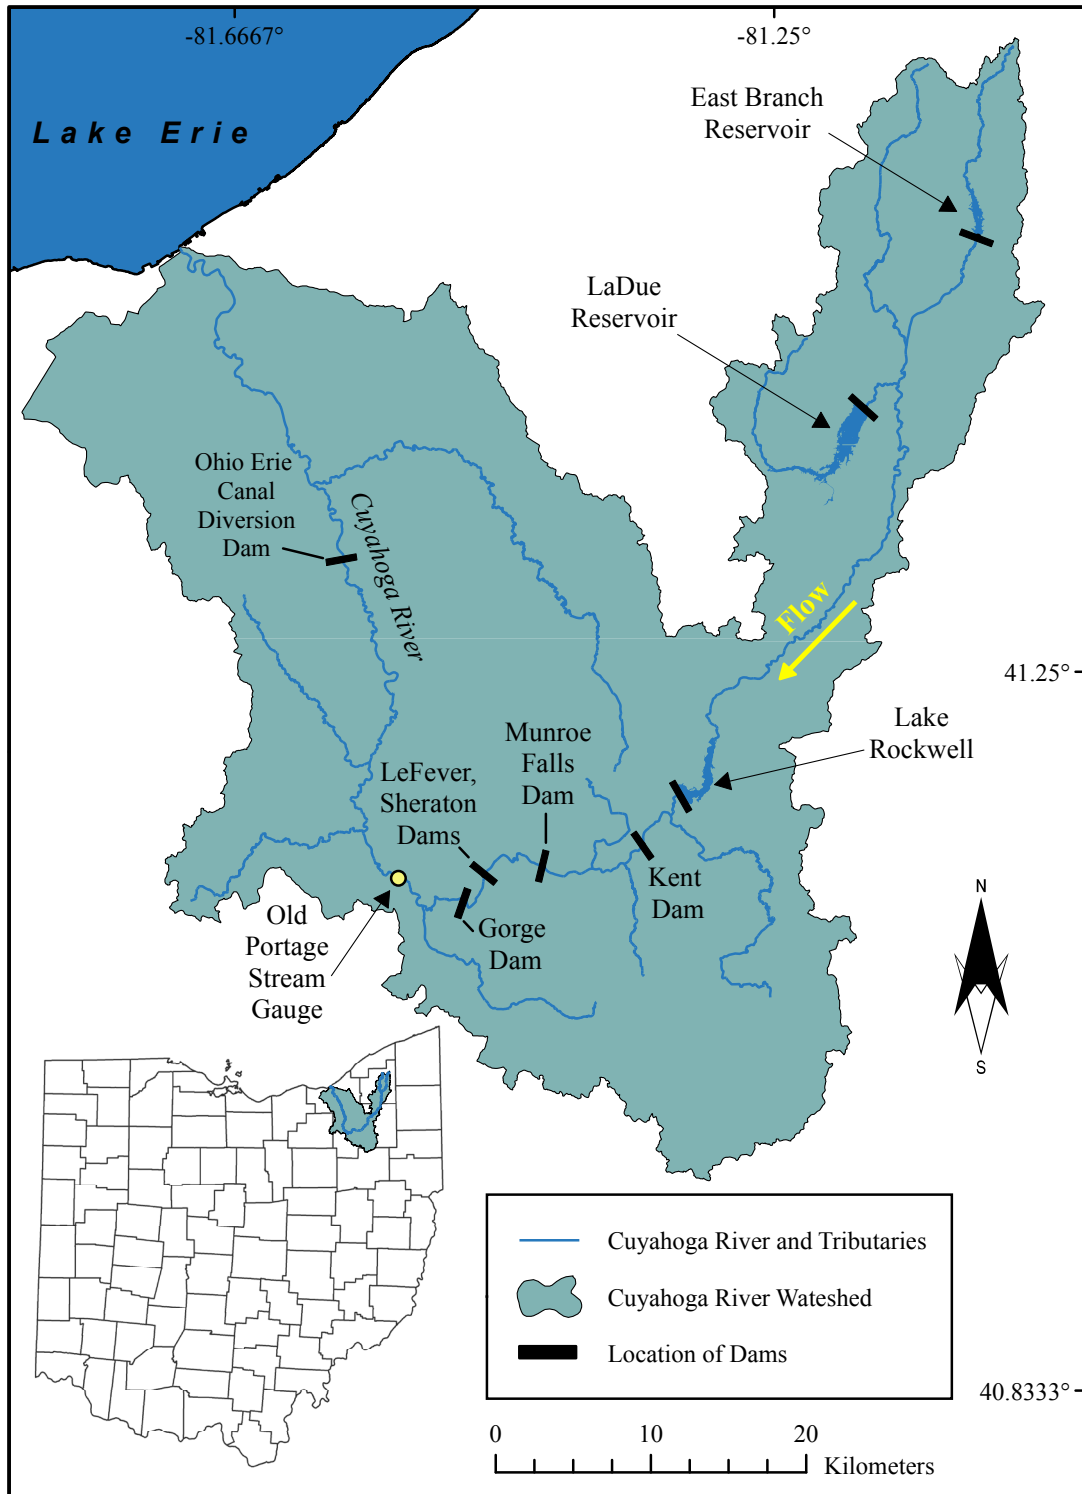 -81.6667°
-81.25°
Lake Erie
East Branch
Reservoir
LaDue
Reservoir
Ohio Erie
Canal
Diversion
Dam
Cuyahoga River
Flow
41.25°
Lake
Rockwell
Munroe
Falls
Dam
LeFever,
Sheraton
Dams
Kent
Dam
Gorge
Dam
Old
Portage
Stream
Gauge
N
S
Cuyahoga River and Tributaries
Cuyahoga River Wateshed
Location of Dams
40.8333°
0 10 20
Kilometers